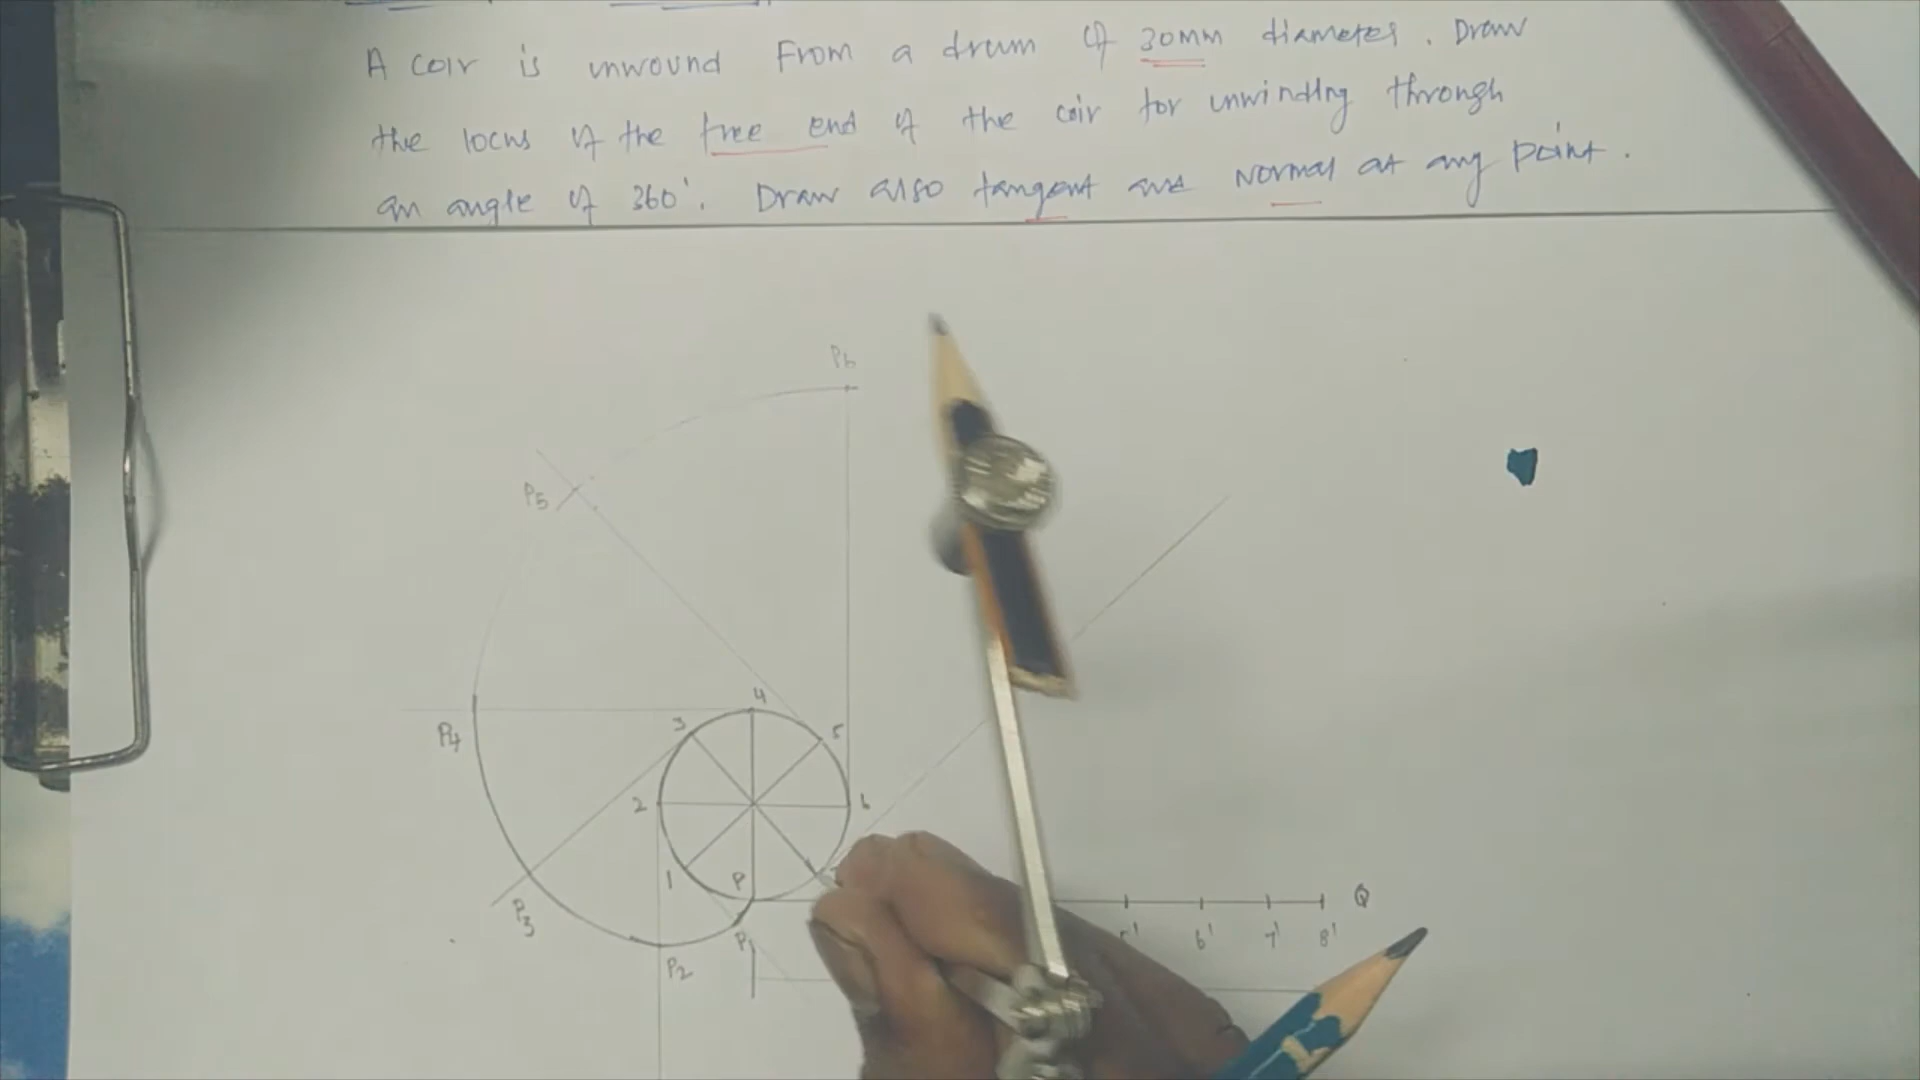 A coir is unwound From a drum of 30mm diameter. Draw
the locus of the free end of the coir for unwinding through
an angle of 360°. Draw also tangent and Normal at any point.
P6
P5
4
3
5
P4
2
6
1
P
Q
P3
P1
5'
6'
7'
8'
P2